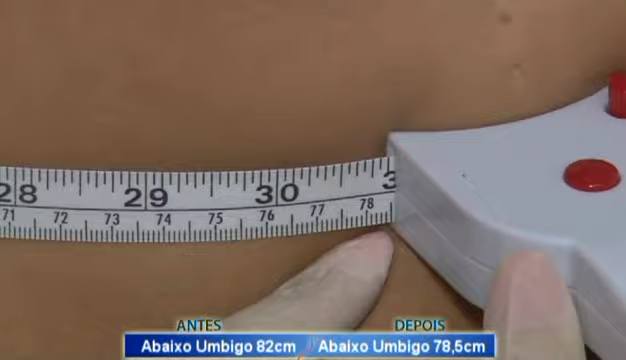 28 29 30 3
71 72 73 74 75 76 77 78
ANTES DEPOIS
Abaixo Umbigo 82cm Abaixo Umbigo 78,5cm